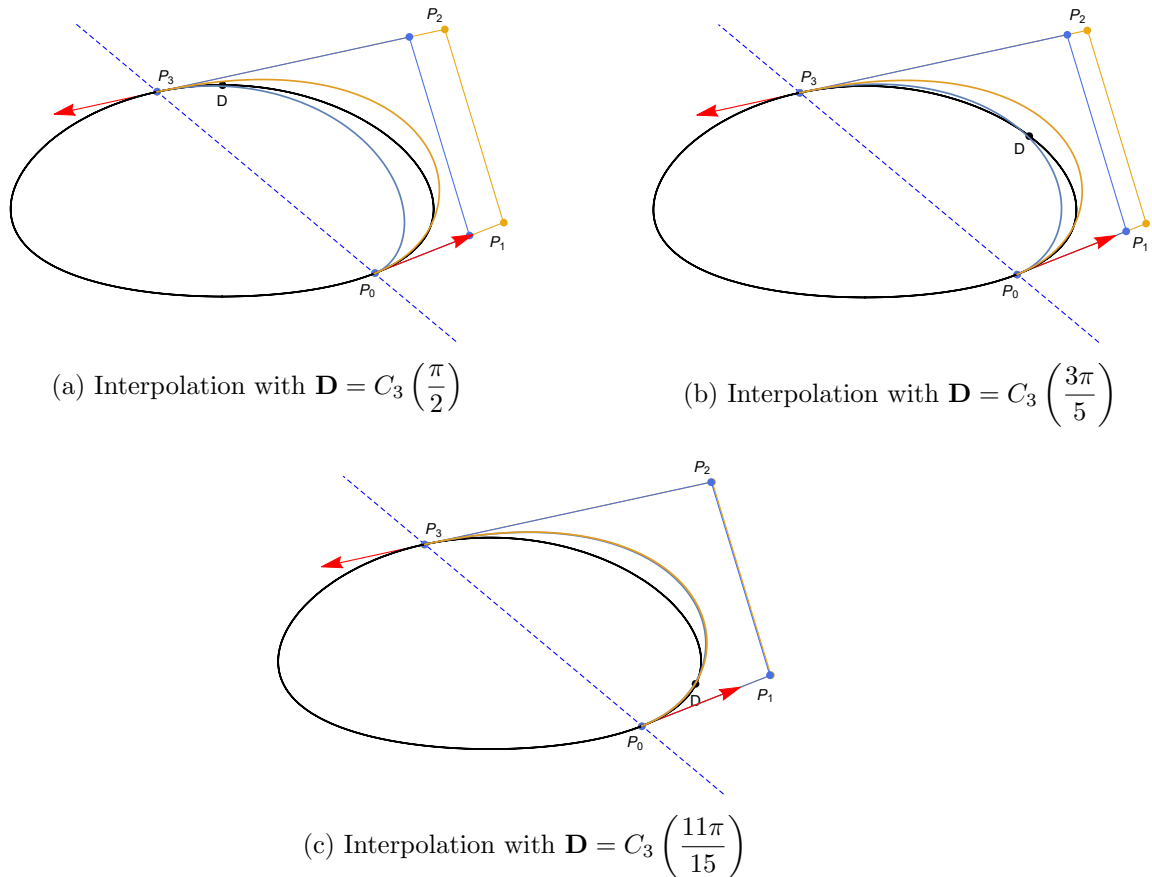 P₂
P₃
D
P₁
P₀
(a) Interpolation with D = C₃ (π/2)
P₂
P₃
D
P₁
P₀
(b) Interpolation with D = C₃ (3π/5)
P₂
P₃
D
P₁
P₀
(c) Interpolation with D = C₃ (11π/15)